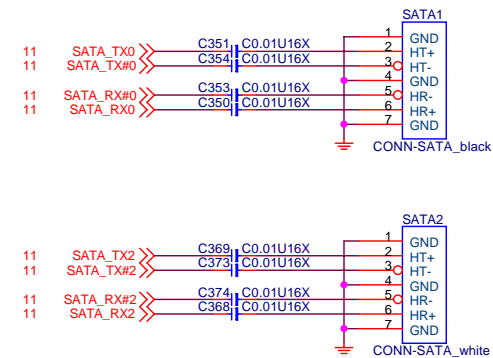 SATA1
1 GND
11 SATA_TX0 C351 C0.01U16X 2 HT+
11 SATA_TX#0 C354 C0.01U16X 3 HT-
4 GND
11 SATA_RX#0 C353 C0.01U16X 5 HR-
11 SATA_RX0 C350 C0.01U16X 6 HR+
7 GND
CONN-SATA_black
SATA2
1 GND
11 SATA_TX2 C369 C0.01U16X 2 HT+
11 SATA_TX#2 C373 C0.01U16X 3 HT-
4 GND
11 SATA_RX#2 C374 C0.01U16X 5 HR-
11 SATA_RX2 C368 C0.01U16X 6 HR+
7 GND
CONN-SATA_white